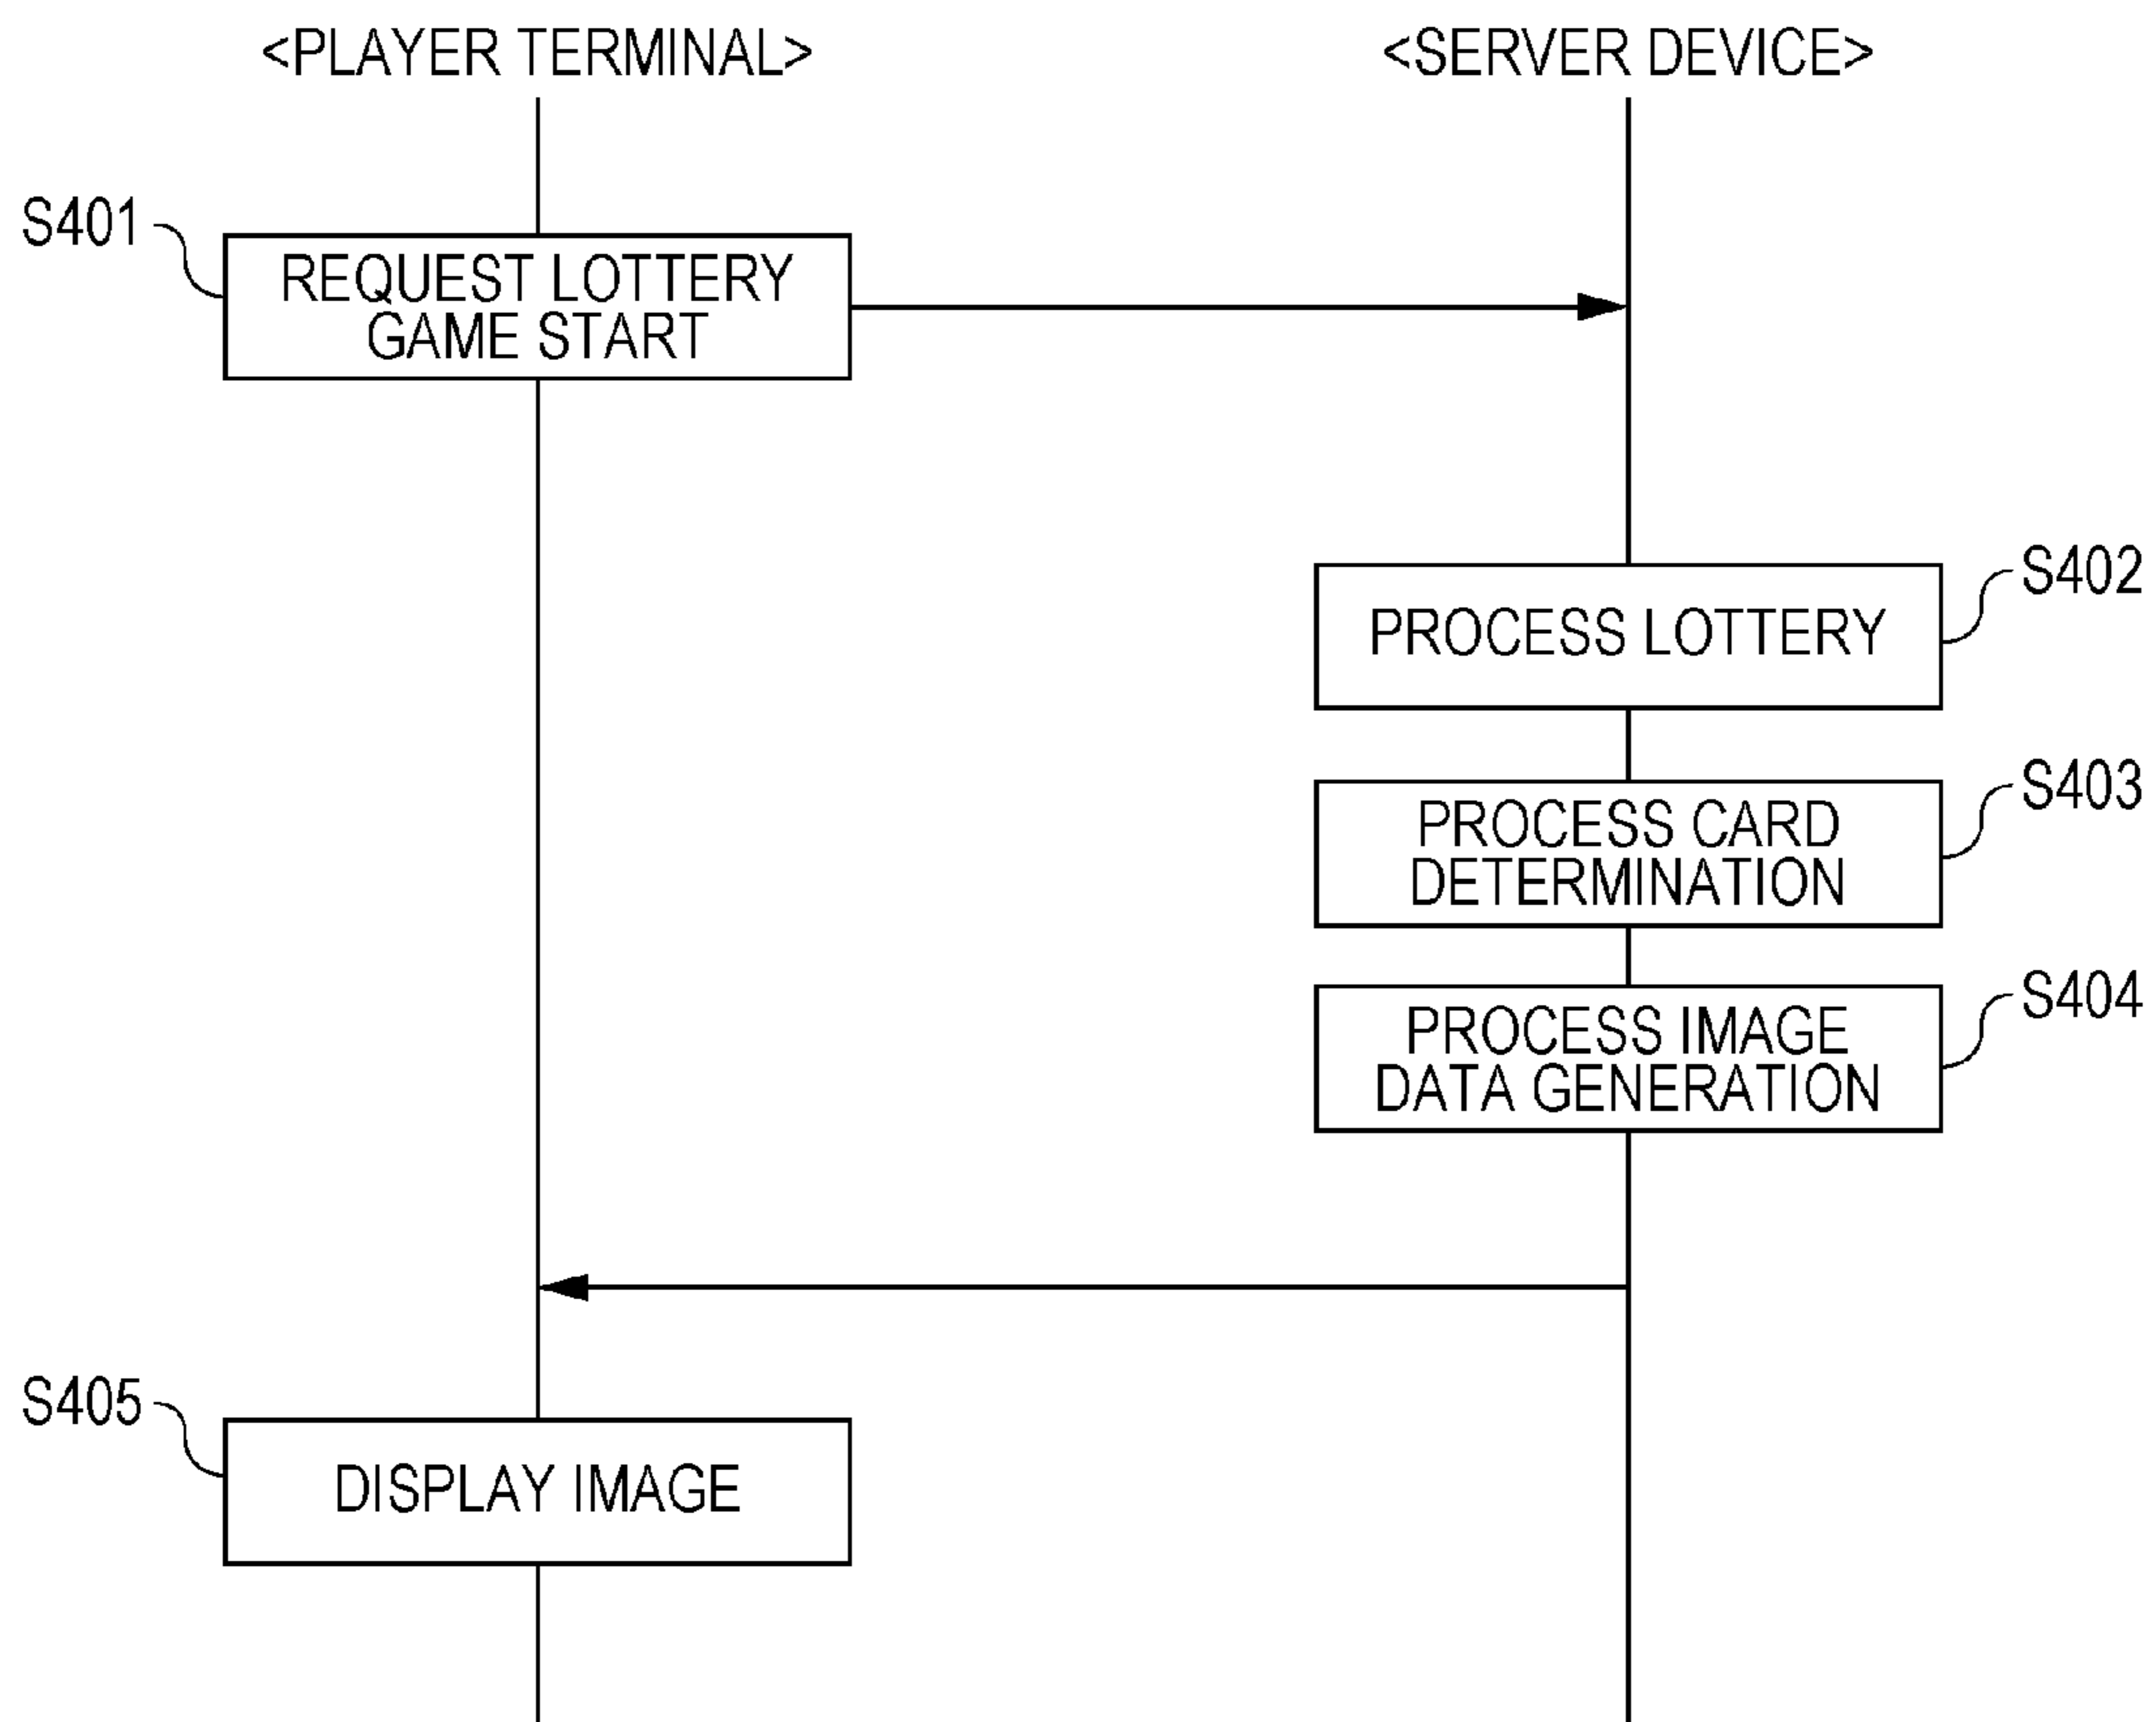 <PLAYER TERMINAL>
<SERVER DEVICE>
S401
REQUEST LOTTERY
GAME START
S402
PROCESS LOTTERY
S403
PROCESS CARD
DETERMINATION
S404
PROCESS IMAGE
DATA GENERATION
S405
DISPLAY IMAGE